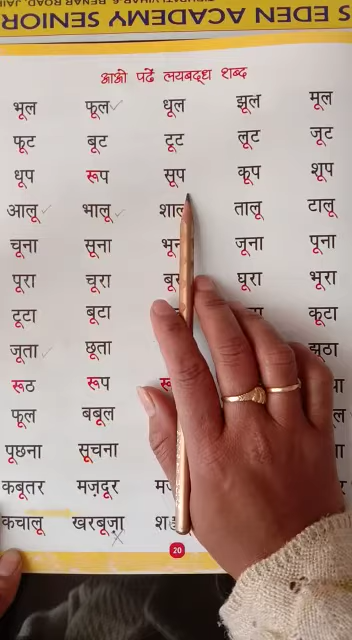 S EDEN ACADEMY SENIOR
आओ पढ़ें लयबद्ध शब्द
भूल फूल धूल झूल मूल
फूट बूट टूट लूट जूट
धूप रूप सूप कूप शूप
आलू भालू तालू टालू
चूना सूना जूना पूना
पूरा चूरा घूरा भूरा
टूटा बूटा कूटा
जूता छूता झूठा
रूठ रूप
फूल बबूल
पूछना सूचना
कबूतर मज़दूर
कचालू खरबूजा
20